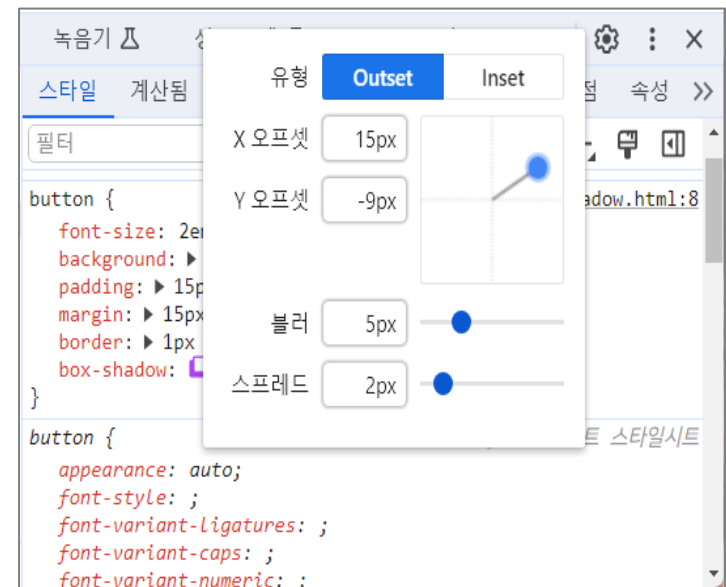 녹음기
스타일 계산됨 속성
필터
유형 Outset Inset
X 오프셋 15px
Y 오프셋 -9px
블러 5px
스프레드 2px
button { adow.html:8
font-size: 2e
background:
padding: 15p
margin: 15px
border: 1px
box-shadow:
}
button { 트 스타일시트
appearance: auto;
font-style: ;
font-variant-ligatures: ;
font-variant-caps: ;
font-variant-numeric: ;